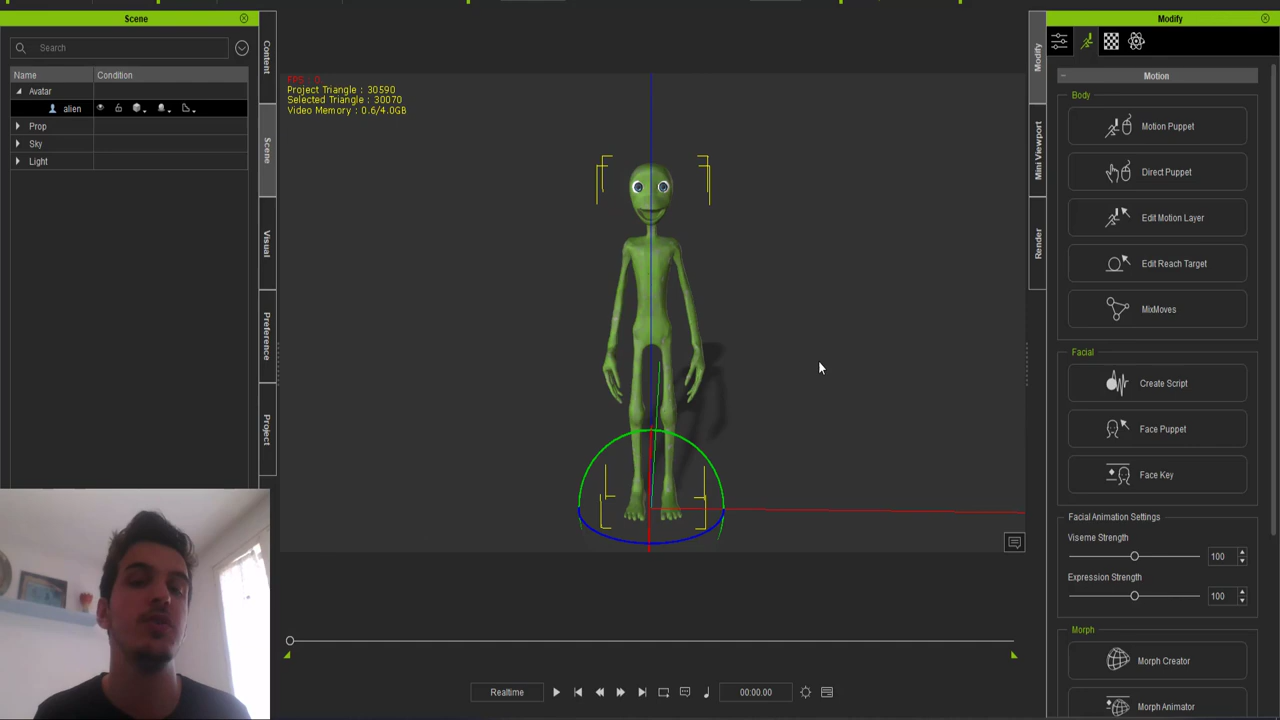 Scene
Search
Name Condition
Avatar
alien
Prop
Sky
Light
Content
Scene
Visual
Preference
Project
FPS : 0
Project Triangle : 30590
Selected Triangle : 30070
Video Memory : 0.6/4.0GB
Realtime
00:00.00
Modify
Mini Viewport
Render
Modify
Motion
Body
Motion Puppet
Direct Puppet
Edit Motion Layer
Edit Reach Target
MixMoves
Facial
Create Script
Face Puppet
Face Key
Facial Animation Settings
Viseme Strength
100
Expression Strength
100
Morph
Morph Creator
Morph Animator